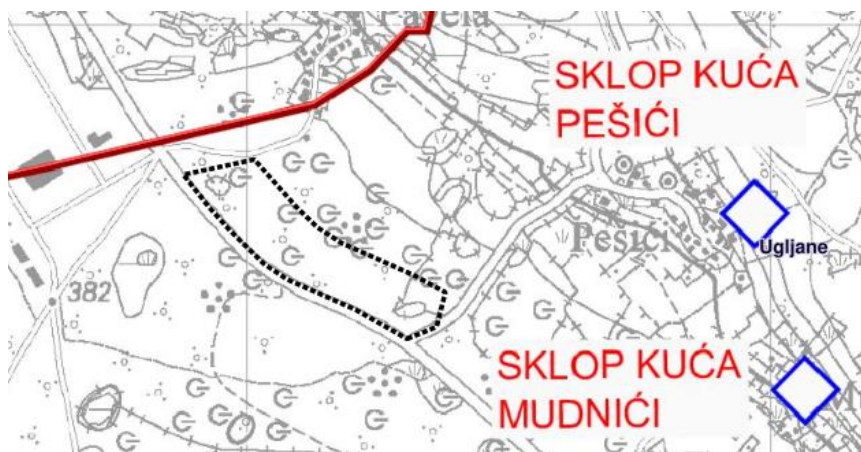 SKLOP KUĆA
PEŠIĆI
Pešići
Ugljane
382
SKLOP KUĆA
MUDNIĆI